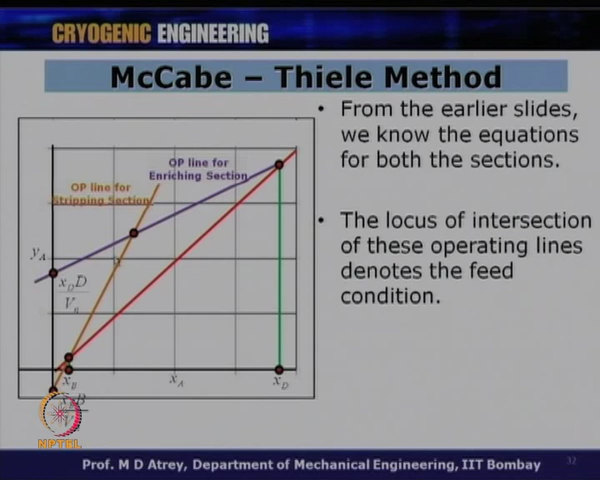 CRYOGENIC ENGINEERING
McCabe – Thiele Method
• From the earlier slides,
we know the equations
for both the sections.
• The locus of intersection
of these operating lines
denotes the feed
condition.
OP line for
Enriching Section
OP line for
Stripping Section
y_A
x_D D
V_n
x_B
x_A
x_D
NPTEL
Prof. M D Atrey, Department of Mechanical Engineering, IIT Bombay
32